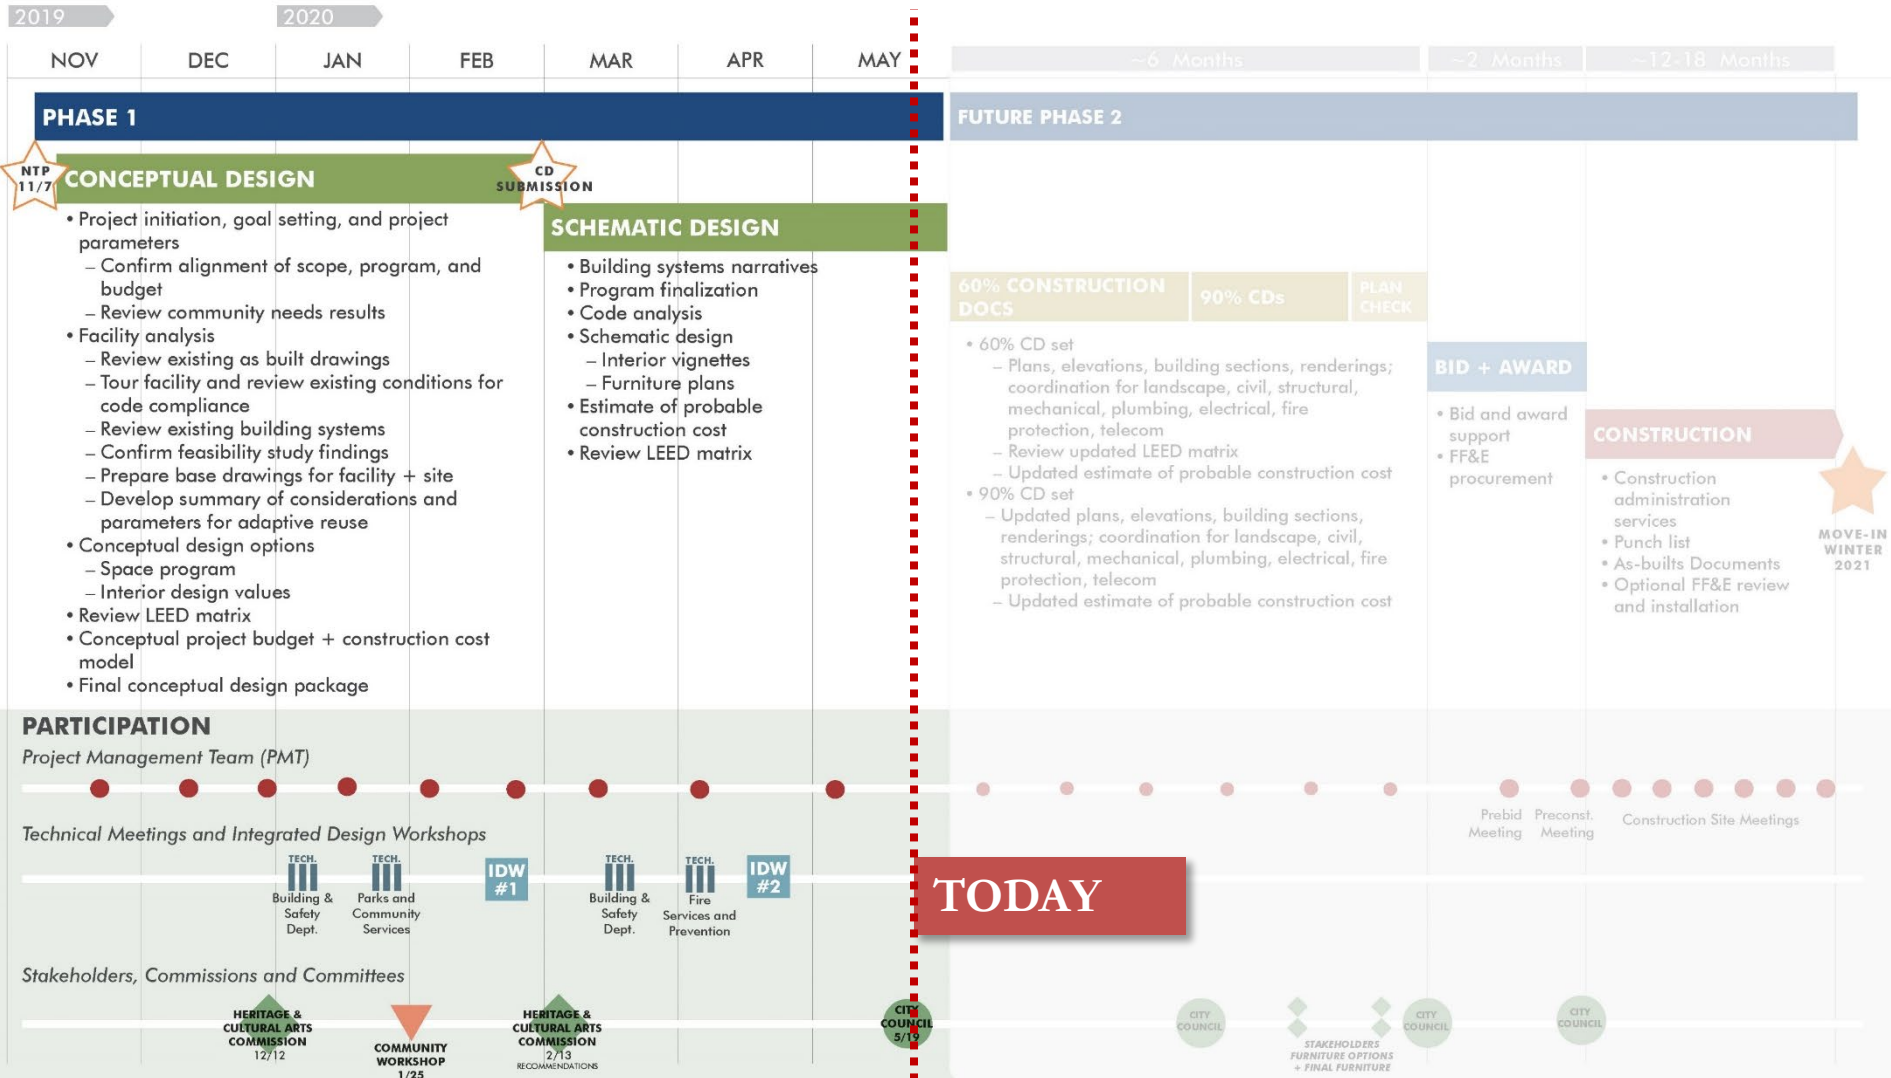 2019
2020
NOV
DEC
JAN
FEB
MAR
APR
MAY
~6 Months
~2 Months
~12-18 Months
PHASE 1
FUTURE PHASE 2
NTP
11/7
CONCEPTUAL DESIGN
CD
SUBMISSION
• Project initiation, goal setting, and project
parameters
– Confirm alignment of scope, program, and
budget
– Review community needs results
• Facility analysis
– Review existing as built drawings
– Tour facility and review existing conditions for
code compliance
– Review existing building systems
– Confirm feasibility study findings
– Prepare base drawings for facility + site
– Develop summary of considerations and
parameters for adaptive reuse
• Conceptual design options
– Space program
– Interior design values
• Review LEED matrix
• Conceptual project budget + construction cost
model
• Final conceptual design package
SCHEMATIC DESIGN
• Building systems narratives
• Program finalization
• Code analysis
• Schematic design
– Interior vignettes
– Furniture plans
• Estimate of probable
construction cost
• Review LEED matrix
60% CONSTRUCTION
DOCS
90% CDs
PLAN
CHECK
• 60% CD set
– Plans, elevations, building sections, renderings;
coordination for landscape, civil, structural,
mechanical, plumbing, electrical, fire
protection, telecom
– Review updated LEED matrix
– Updated estimate of probable construction cost
• 90% CD set
– Updated plans, elevations, building sections,
renderings; coordination for landscape, civil,
structural, mechanical, plumbing, electrical, fire
protection, telecom
– Updated estimate of probable construction cost
BID + AWARD
• Bid and award
support
• FF&E
procurement
CONSTRUCTION
• Construction
administration
services
• Punch list
• As-builts Documents
• Optional FF&E review
and installation
MOVE-IN
WINTER
2021
PARTICIPATION
Project Management Team (PMT)
Prebid
Meeting
Preconst.
Meeting
Construction Site Meetings
Technical Meetings and Integrated Design Workshops
TECH.
Building &
Safety
Dept.
TECH.
Parks and
Community
Services
IDW
#1
TECH.
Building &
Safety
Dept.
TECH.
Fire
Services and
Prevention
IDW
#2
TODAY
Stakeholders, Commissions and Committees
HERITAGE &
CULTURAL ARTS
COMMISSION
12/12
COMMUNITY
WORKSHOP
1/25
HERITAGE &
CULTURAL ARTS
COMMISSION
2/13
RECOMMENDATIONS
CITY
COUNCIL
5/19
CITY
COUNCIL
STAKEHOLDERS
FURNITURE OPTIONS
+ FINAL FURNITURE
CITY
COUNCIL
CITY
COUNCIL